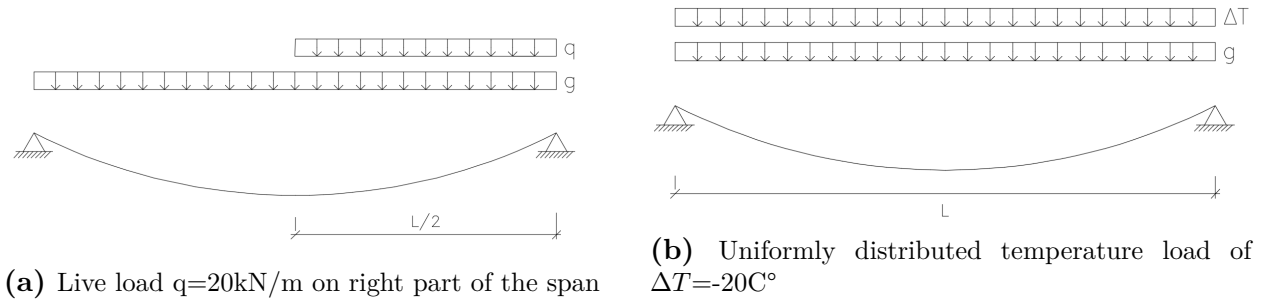 q
g
L/2
(a) Live load q=20kN/m on right part of the span
ΔT
g
L
(b) Uniformly distributed temperature load of
ΔT=-20C°